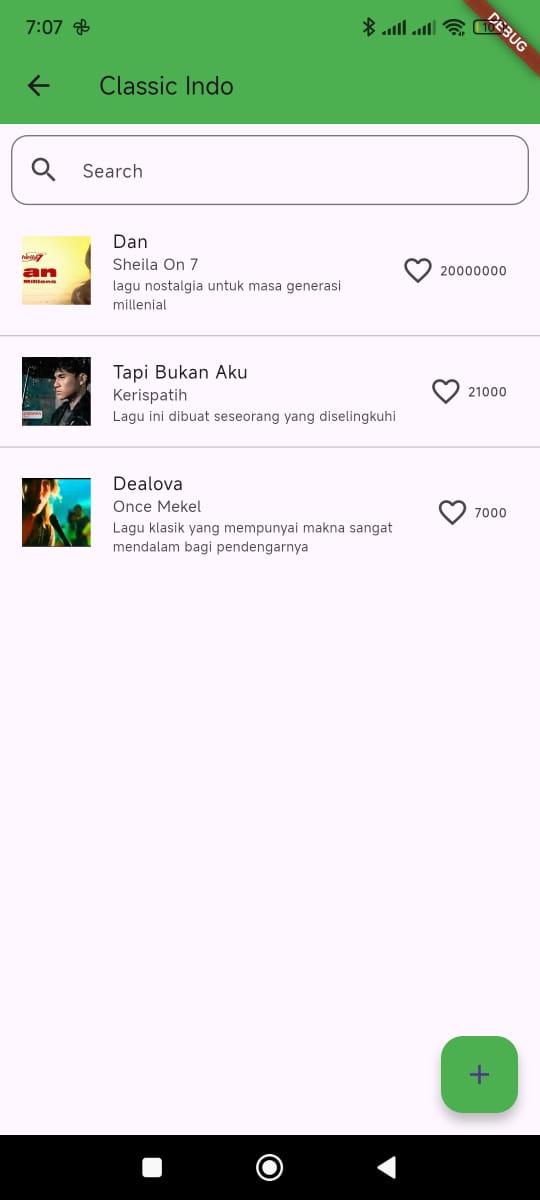 7:07
DEBUG
Classic Indo
Search
Dan
Sheila On 7
lagu nostalgia untuk masa generasi
millenial
20000000
an
Tapi Bukan Aku
Kerispatih
Lagu ini dibuat seseorang yang diselingkuhi
21000
Dealova
Once Mekel
Lagu klasik yang mempunyai makna sangat
mendalam bagi pendengarnya
7000